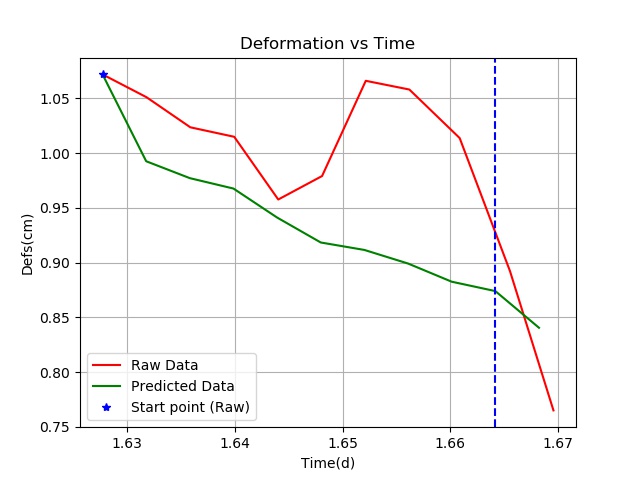 Deformation vs Time
Defs(cm)
1.05
1.00
0.95
0.90
0.85
0.80
0.75
Raw Data
Predicted Data
Start point (Raw)
1.63 1.64 1.65 1.66 1.67
Time(d)